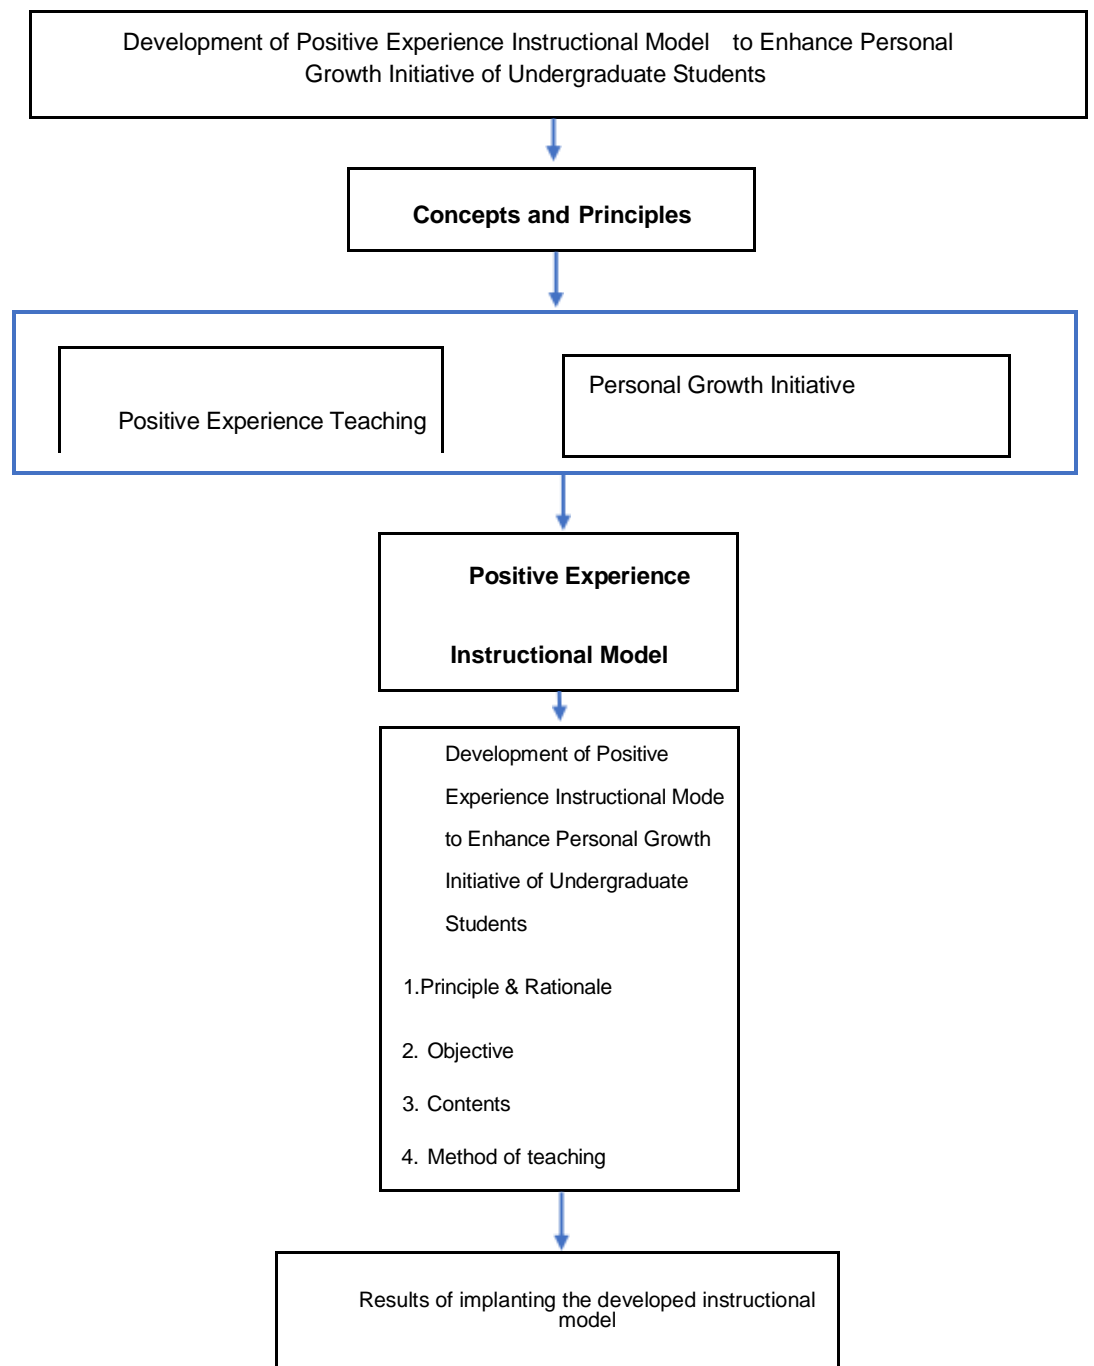 Development of Positive Experience Instructional Model to Enhance Personal
Growth Initiative of Undergraduate Students
Concepts and Principles
Positive Experience Teaching
Personal Growth Initiative
Positive Experience
Instructional Model
Development of Positive
Experience Instructional Mode
to Enhance Personal Growth
Initiative of Undergraduate
Students
1.Principle & Rationale
2. Objective
3. Contents
4. Method of teaching
Results of implanting the developed instructional
model